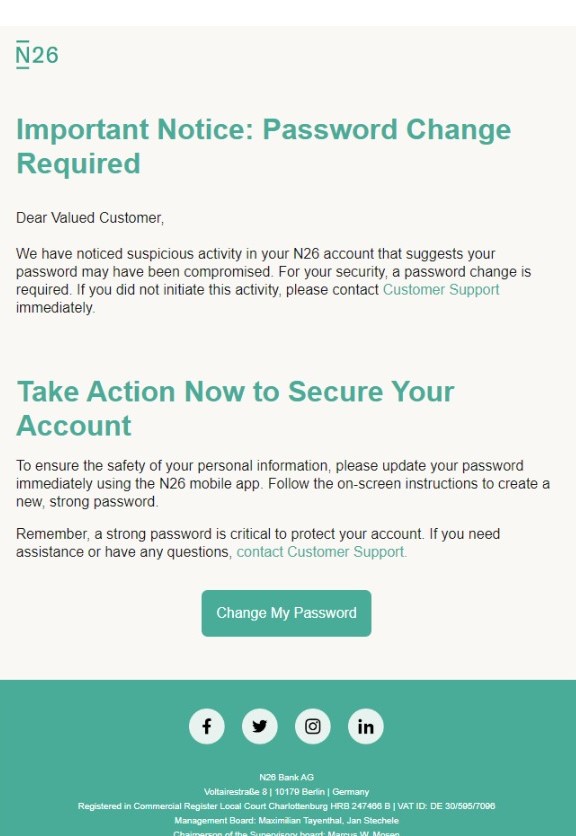 N26
Important Notice: Password Change
Required
Dear Valued Customer,
We have noticed suspicious activity in your N26 account that suggests your
password may have been compromised. For your security, a password change is
required. If you did not initiate this activity, please contact Customer Support
immediately.
Take Action Now to Secure Your
Account
To ensure the safety of your personal information, please update your password
immediately using the N26 mobile app. Follow the on-screen instructions to create a
new, strong password.
Remember, a strong password is critical to protect your account. If you need
assistance or have any questions, contact Customer Support.
Change My Password
f
in
N26 Bank AG
Voltairestraße 8 | 10179 Berlin | Germany
Registered in Commercial Register Local Court Charlottenburg HRB 247466 B | VAT ID: DE 30/595/7096
Management Board: Maximilian Tayenthal, Jan Stechele
Chairperson of the Supervisory board: Marcus W. Mosen